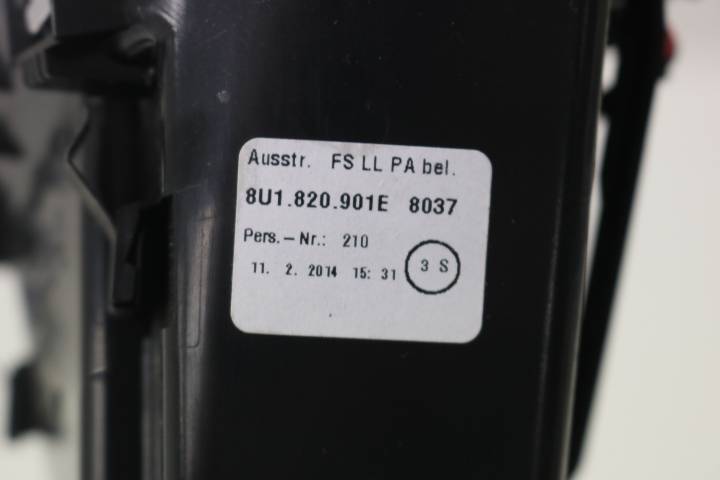 Ausstr. FS LL PA bel.
8U1.820.901E 8037
Pers.-Nr.: 210
11. 2. 2014 15:31 3 S